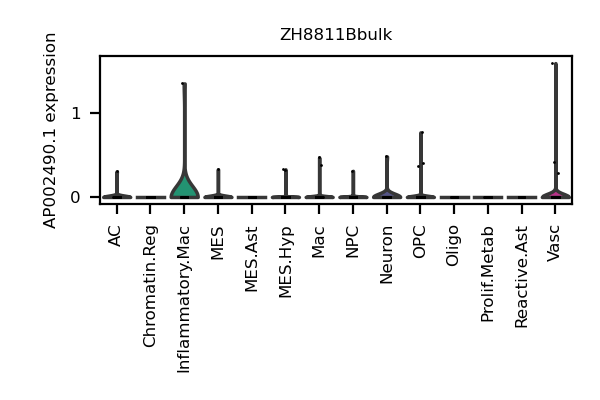 ZH8811Bbulk
AP002490.1 expression
1
0
AC
Chromatin.Reg
Inflammatory.Mac
MES
MES.Ast
MES.Hyp
Mac
NPC
Neuron
OPC
Oligo
Prolif.Metab
Reactive.Ast
Vasc